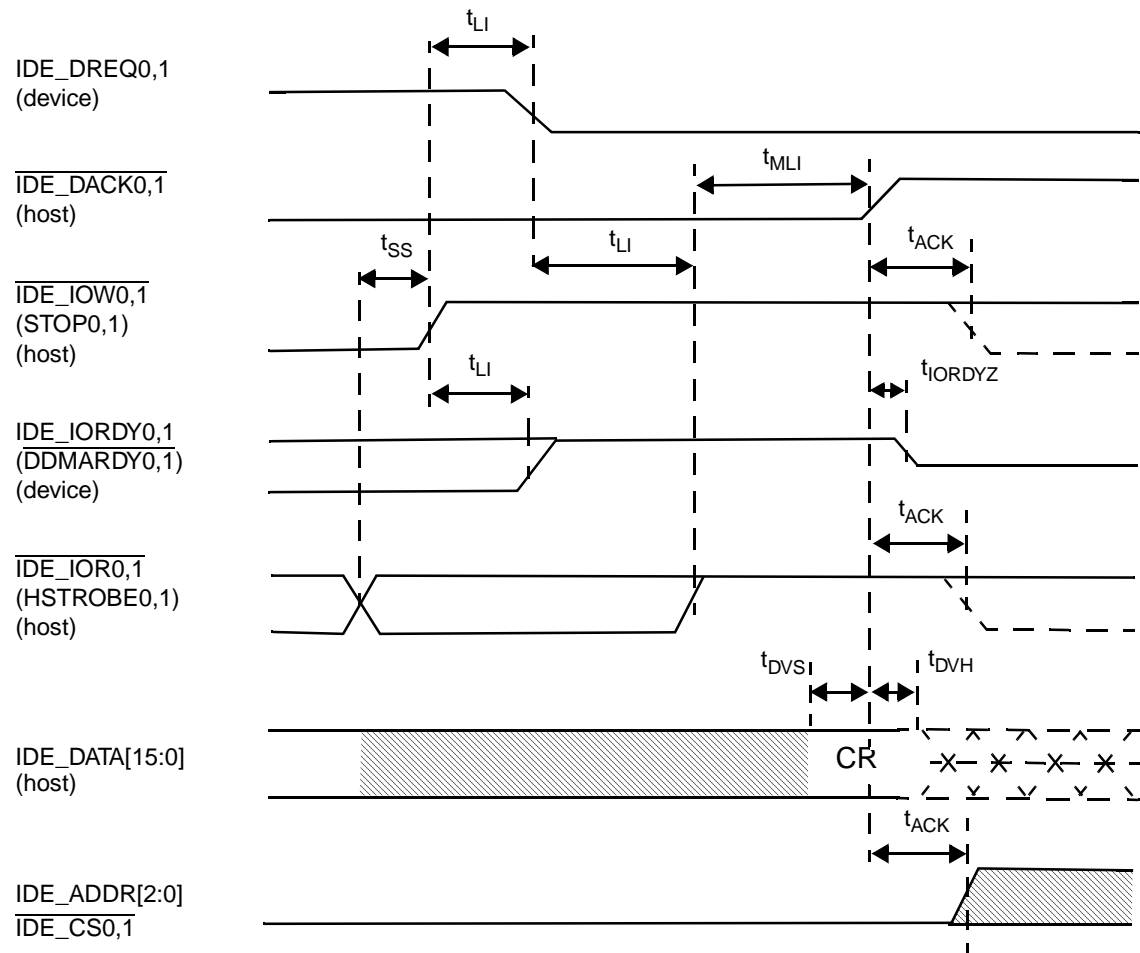 tLI
IDE_DREQ0,1
(device)
tMLI
IDE_DACK0,1
(host)
tSS
tLI
tACK
IDE_IOW0,1
(STOP0,1)
(host)
tLI
tIORDYZ
IDE_IORDY0,1
(DDMARDY0,1)
(device)
tACK
IDE_IOR0,1
(HSTROBE0,1)
(host)
tDVS
tDVH
IDE_DATA[15:0]
(host)
CR
tACK
IDE_ADDR[2:0]
IDE_CS0,1